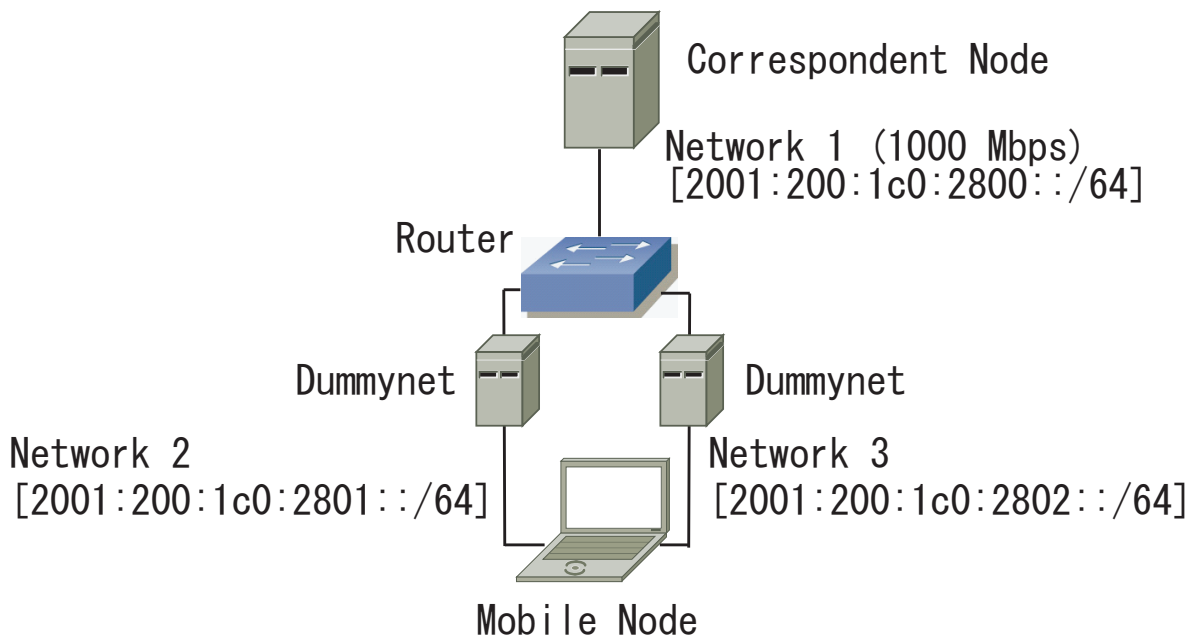 Correspondent Node
Network 1 (1000 Mbps)
[2001:200:1c0:2800::/64]
Router
Dummynet
Dummynet
Network 2
[2001:200:1c0:2801::/64]
Network 3
[2001:200:1c0:2802::/64]
Mobile Node